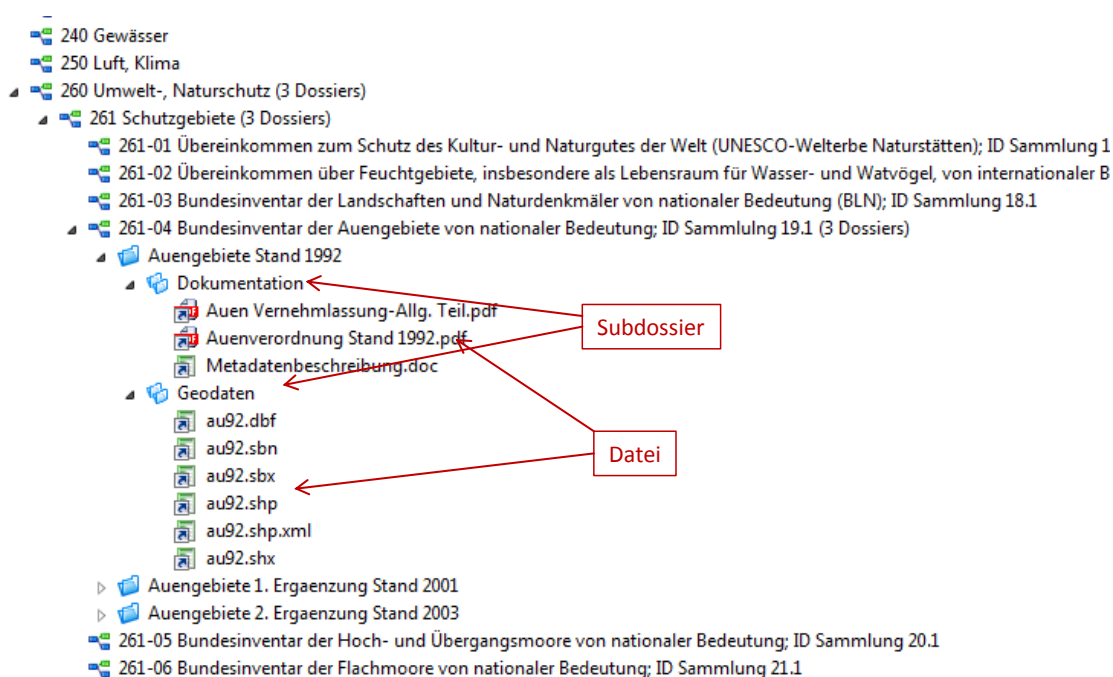 240 Gewässer
250 Luft, Klima
260 Umwelt-, Naturschutz (3 Dossiers)
261 Schutzgebiete (3 Dossiers)
261-01 Übereinkommen zum Schutz des Kultur- und Naturgutes der Welt (UNESCO-Welterbe Naturstätten); ID Sammlung 1
261-02 Übereinkommen über Feuchtgebiete, insbesondere als Lebensraum für Wasser- und Watvögel, von internationaler B
261-03 Bundesinventar der Landschaften und Naturdenkmäler von nationaler Bedeutung (BLN); ID Sammlung 18.1
261-04 Bundesinventar der Auengebiete von nationaler Bedeutung; ID Sammlulng 19.1 (3 Dossiers)
Auengebiete Stand 1992
Dokumentation
Auen Vernehmlassung-Allg. Teil.pdf
Subdossier
Auenverordnung Stand 1992.pdf
Metadatenbeschreibung.doc
Geodaten
au92.dbf
au92.sbn
Datei
au92.sbx
au92.shp
au92.shp.xml
au92.shx
Auengebiete 1. Ergaenzung Stand 2001
Auengebiete 2. Ergaenzung Stand 2003
261-05 Bundesinventar der Hoch- und Übergangsmoore von nationaler Bedeutung; ID Sammlung 20.1
261-06 Bundesinventar der Flachmoore von nationaler Bedeutung; ID Sammlung 21.1